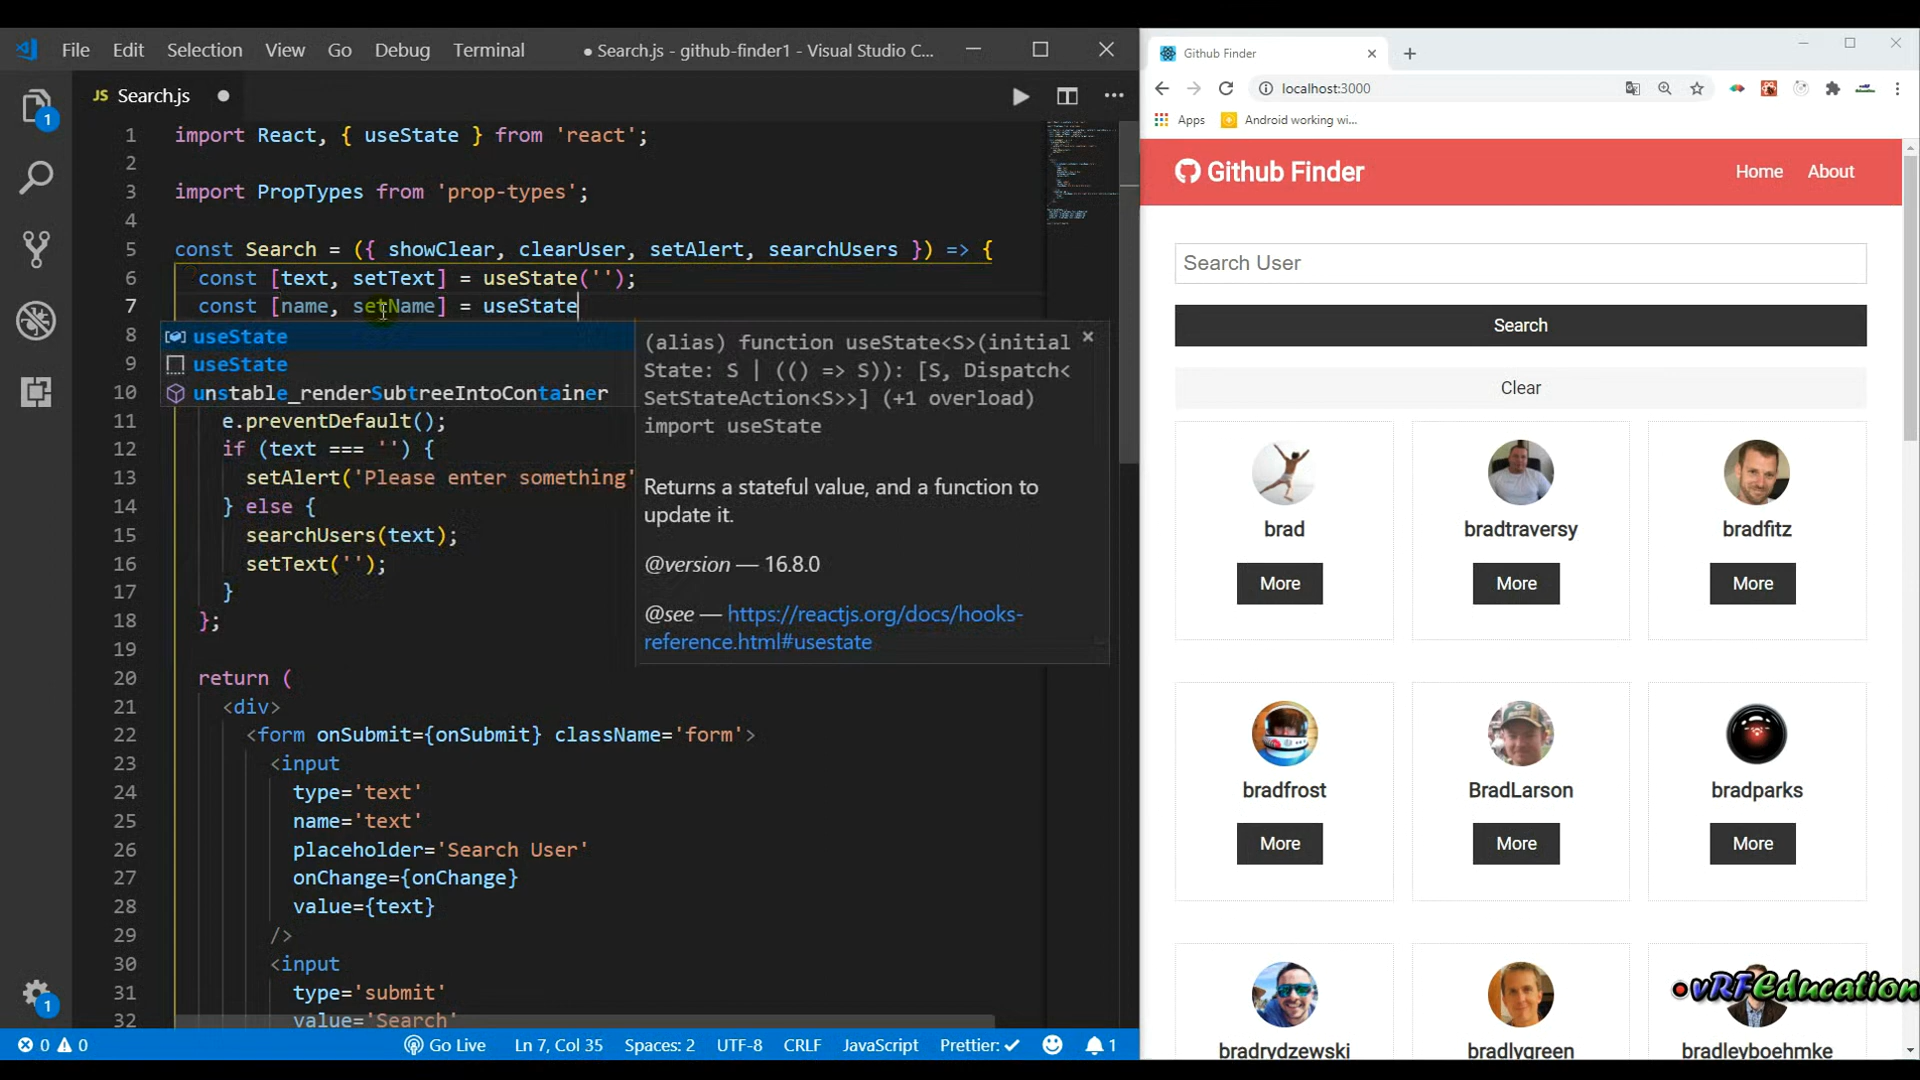 File Edit Selection View Go Debug Terminal ● Search.js - github-finder1 - Visual Studio C...
JS Search.js
1 import React, { useState } from 'react';
2
3 import PropTypes from 'prop-types';
4
5 const Search = ({ showClear, clearUser, setAlert, searchUsers }) => {
6 const [text, setText] = useState('');
7 const [name, setName] = useState
8 useState
9 useState
10 unstable_renderSubtreeIntoContainer
(alias) function useState<S>(initial
State: S | (() => S)): [S, Dispatch<
SetStateAction<S>>] (+1 overload)
import useState
Returns a stateful value, and a function to
update it.
@version — 16.8.0
@see — https://reactjs.org/docs/hooks-
reference.html#usestate
11 e.preventDefault();
12 if (text === '') {
13 setAlert('Please enter something'
14 } else {
15 searchUsers(text);
16 setText('');
17 }
18 };
19
20 return (
21 <div>
22 <form onSubmit={onSubmit} className='form'>
23 <input
24 type='text'
25 name='text'
26 placeholder='Search User'
27 onChange={onChange}
28 value={text}
29 />
30 <input
31 type='submit'
32 value='Search'
1
1
0 0 Go Live Ln 7, Col 35 Spaces: 2 UTF-8 CRLF JavaScript Prettier: ✓ 1
Github Finder
localhost:3000
Apps Android working wi...
Github Finder Home About
Search User
Search
Clear
brad bradtraversy bradfitz
More More More
bradfrost BradLarson bradparks
More More More
bradrydzewski bradlygreen bradleyboehmke
vRFEducation